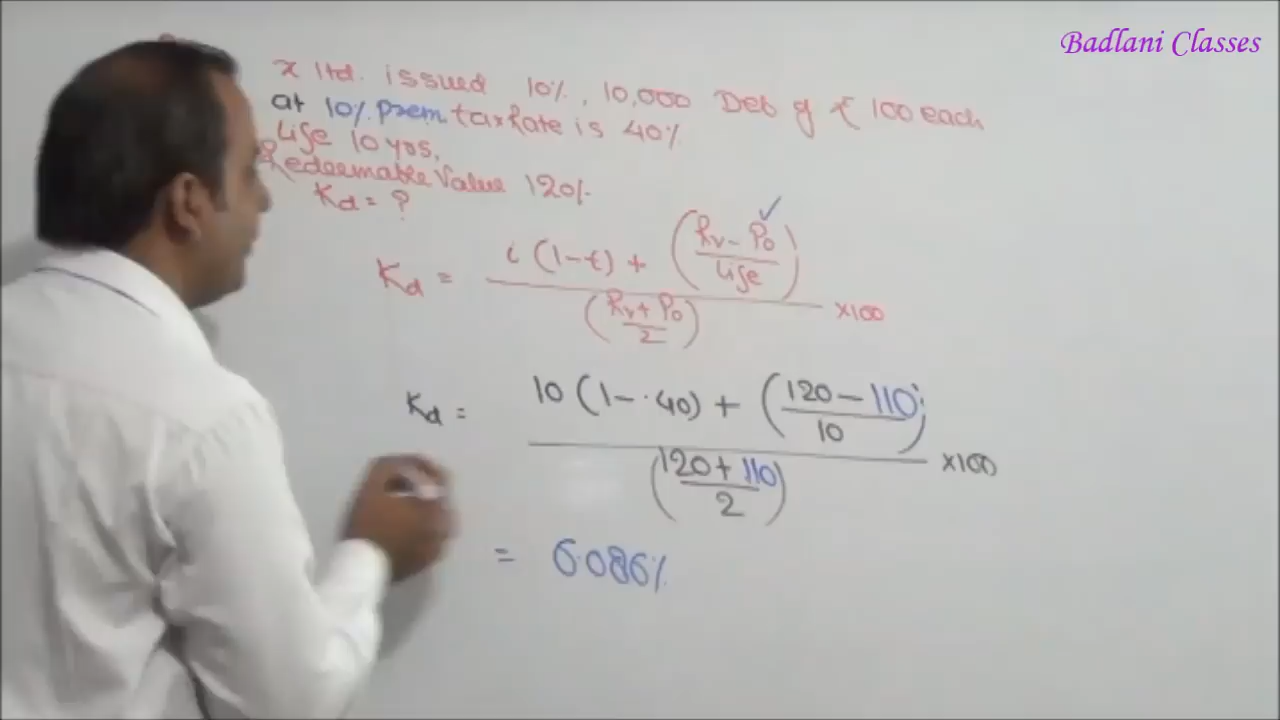 Badlani Classes
X ltd. issued 10%, 10,000 Deb of ₹ 100 each
at 10% prem tax Rate is 40%
Life 10 yrs,
Redeemable Value 120%
Kd = ?
Kd = i (1-t) + (Rv - P0 / Life) / (Rv + P0 / 2) ×100
Kd = 10 (1-.40) + (120 - 110 / 10) / (120 + 110 / 2) ×100
= 6.086%